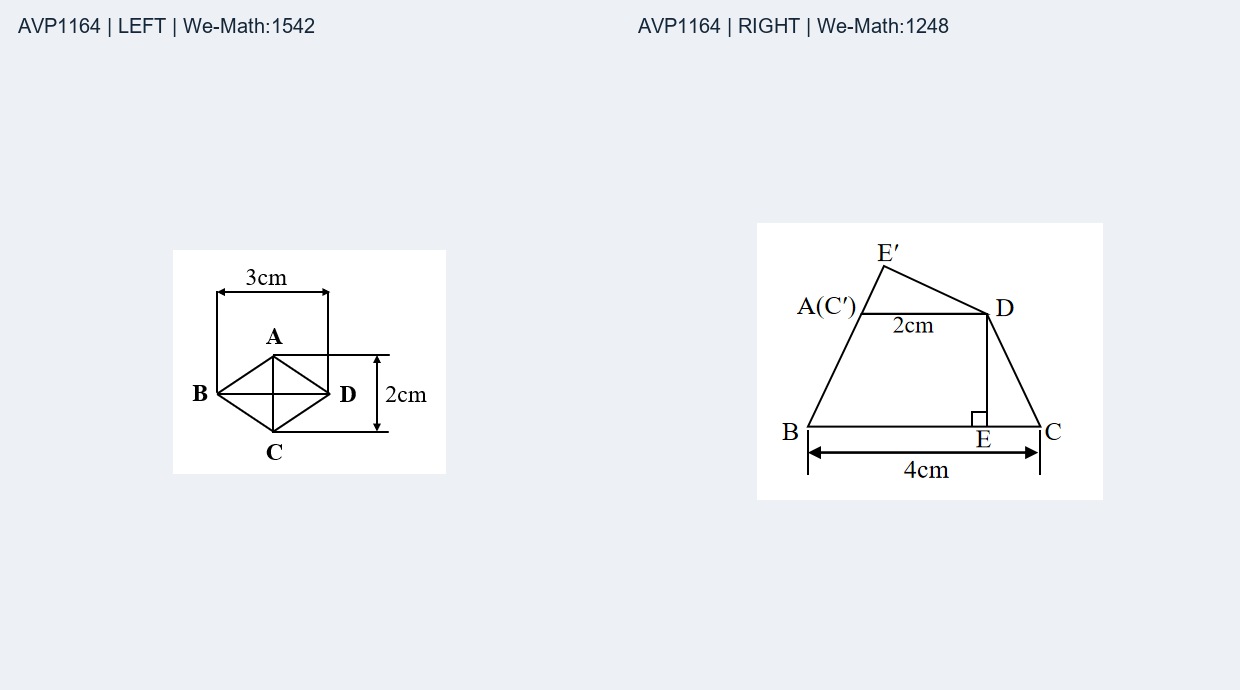 AVP1164 | LEFT | We-Math:1542
3cm
A
B
D
2cm
C
AVP1164 | RIGHT | We-Math:1248
E′
A(C′)
D
2cm
B
E
C
4cm